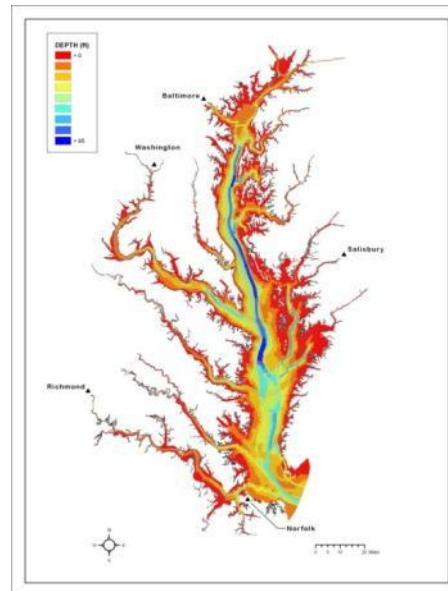 DEPTH (ft)
Baltimore
Washington
Salisbury
Richmond
Norfolk